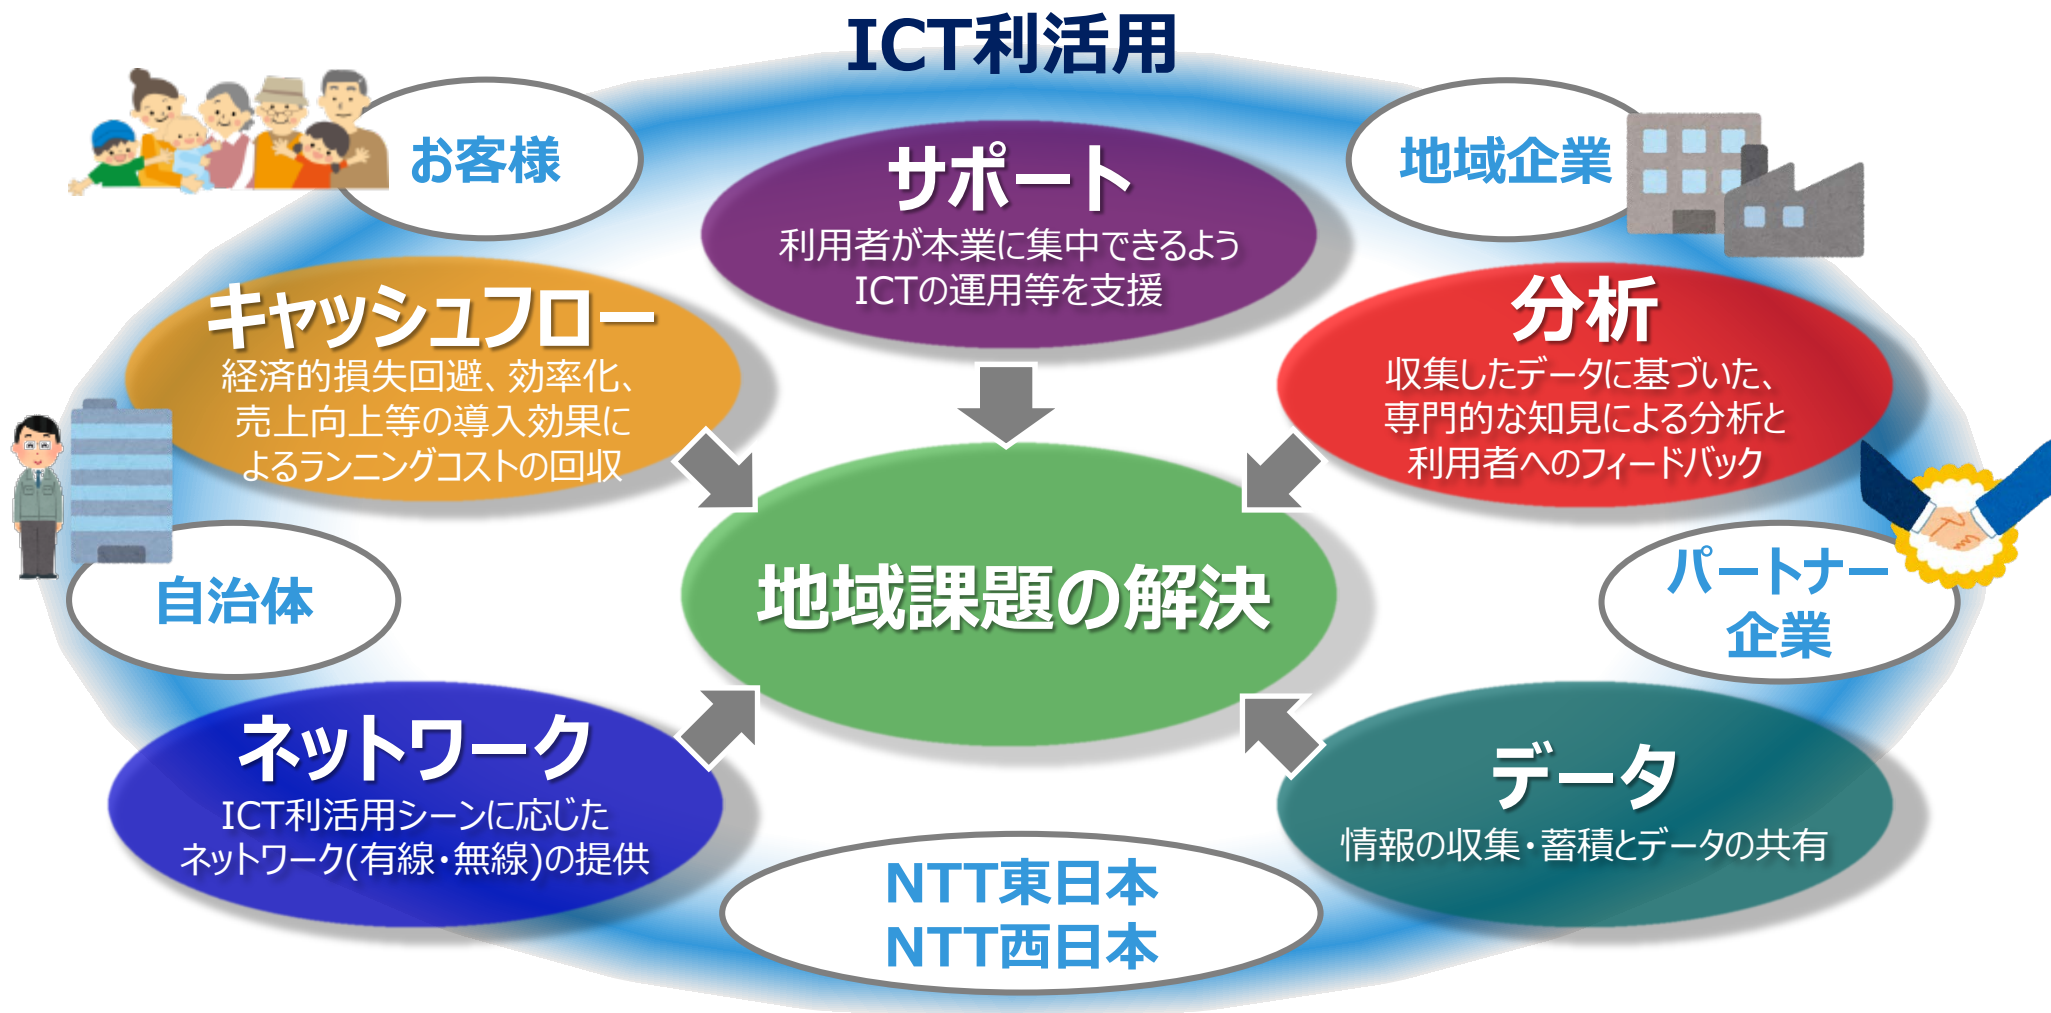 ICT利活用
お客様
地域企業
サポート
利用者が本業に集中できるよう
ICTの運用等を支援
キャッシュフロー
経済的損失回避、効率化、
売上向上等の導入効果に
よるランニングコストの回収
分析
収集したデータに基づいた、
専門的な知見による分析と
利用者へのフィードバック
自治体
地域課題の解決
パートナー
企業
ネットワーク
ICT利活用シーンに応じた
ネットワーク(有線・無線)の提供
データ
情報の収集・蓄積とデータの共有
NTT東日本
NTT西日本